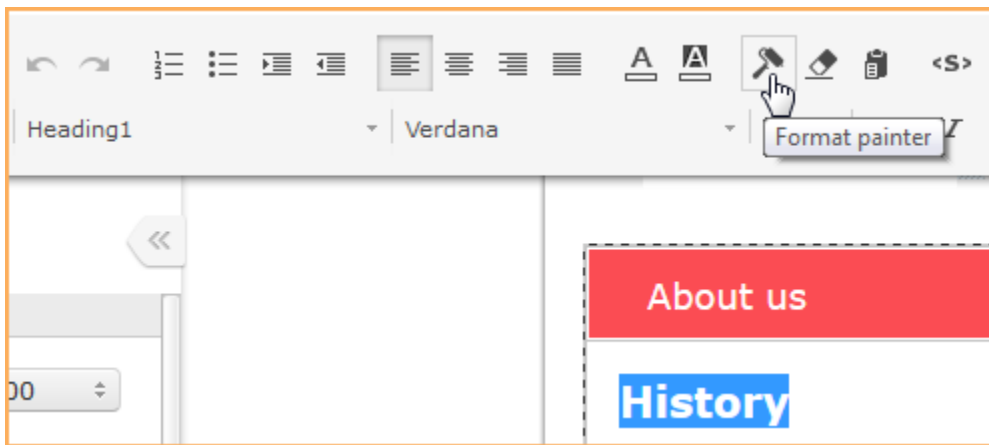 A A <S>
Heading1 Verdana I
Format painter
About us
00
History